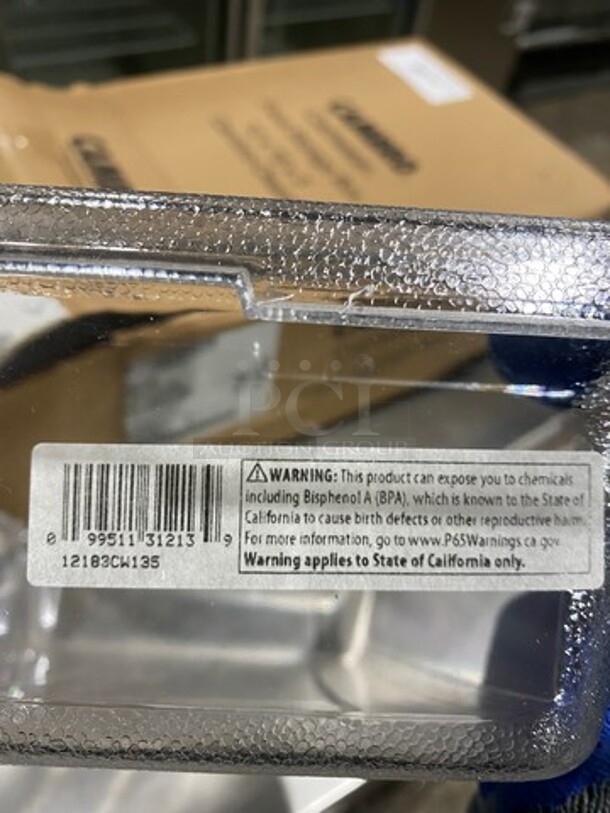 CAMBRO
PCI
AUCTION GROUP
0 99511 31213 9
12183CW135
⚠WARNING: This product can expose you to chemicals
including Bisphenol A (BPA), which is known to the State of
California to cause birth defects or other reproductive harm.
For more information, go to www.P65Warnings.ca.gov
Warning applies to State of California only.